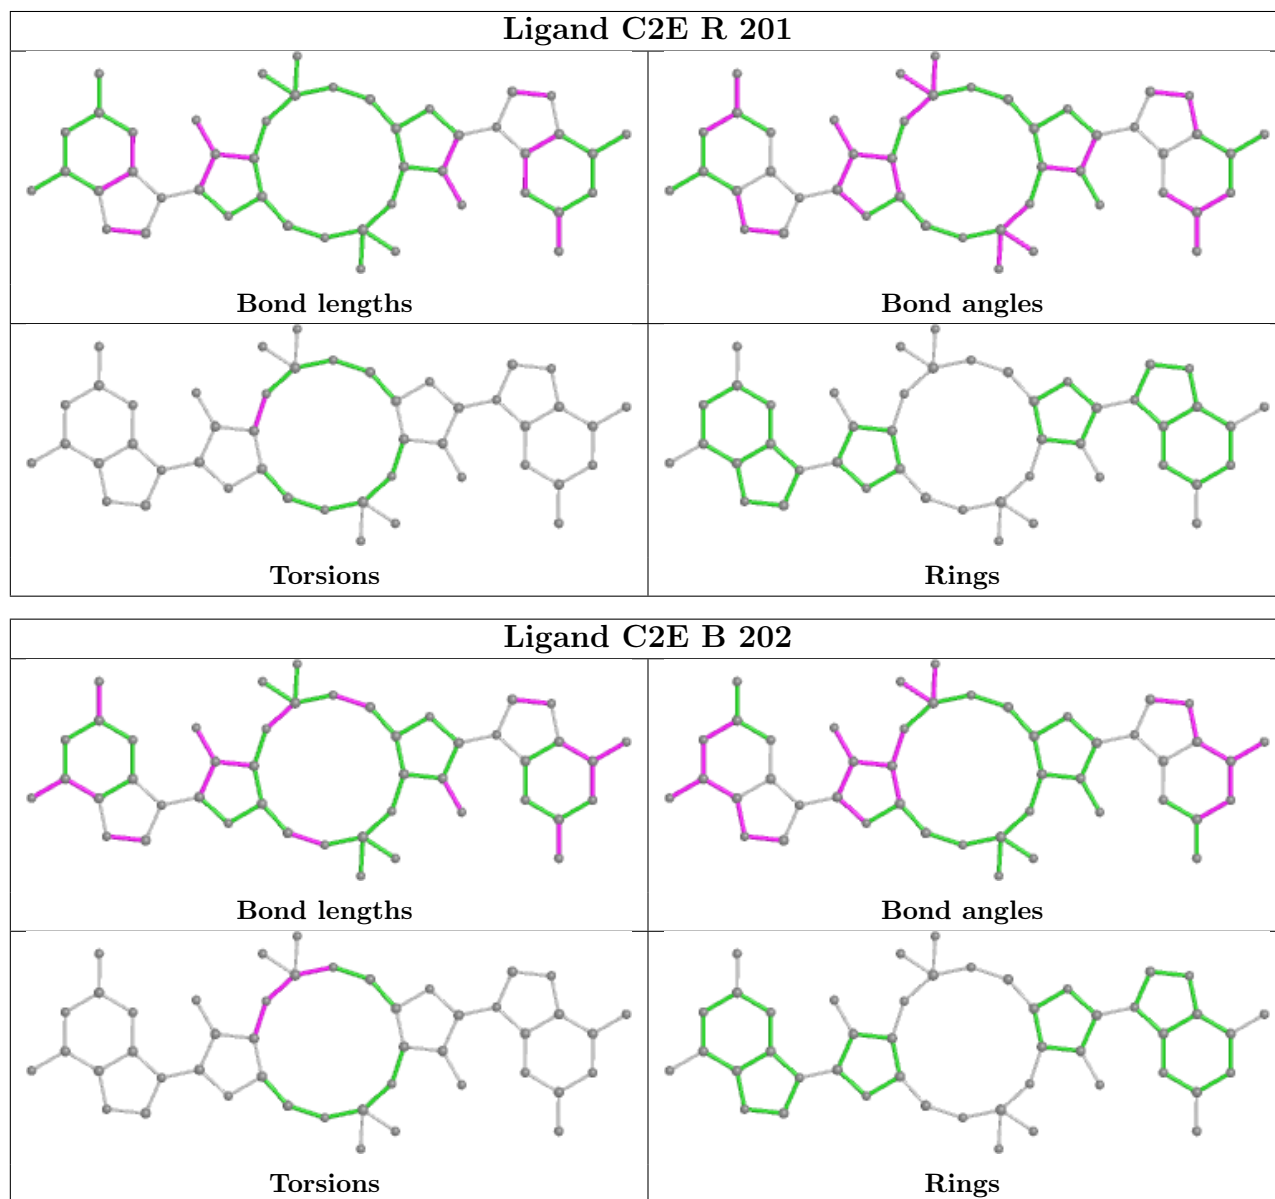 Ligand C2E R 201
Bond lengths
Bond angles
Torsions
Rings
Ligand C2E B 202
Bond lengths
Bond angles
Torsions
Rings